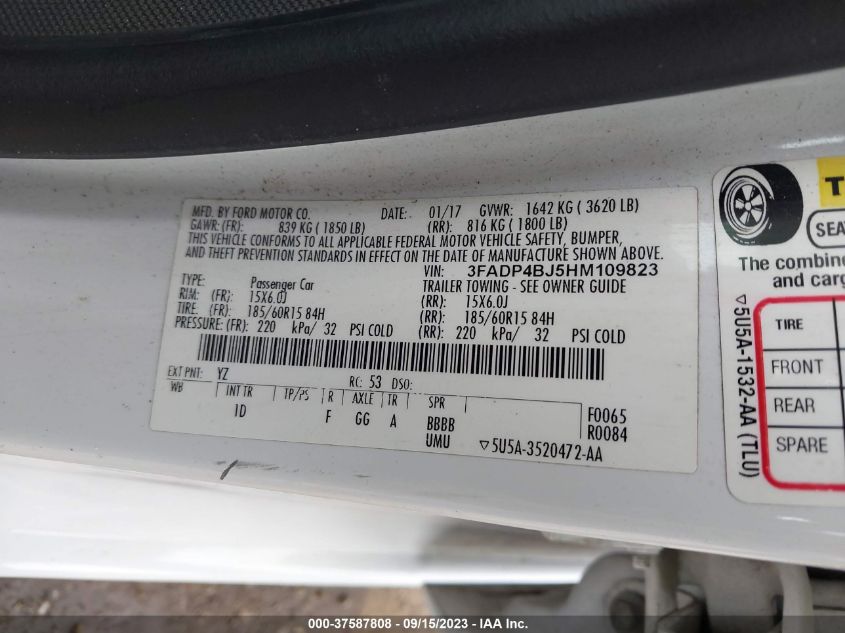 MFD. BY FORD MOTOR CO. DATE: 01/17 GVWR: 1642 KG ( 3620 LB)
GAWR: (FR): 839 KG ( 1850 LB) (RR): 816 KG ( 1800 LB)
THIS VEHICLE CONFORMS TO ALL APPLICABLE FEDERAL MOTOR VEHICLE SAFETY, BUMPER,
AND THEFT PREVENTION STANDARDS IN EFFECT ON THE DATE OF MANUFACTURE SHOWN ABOVE.
VIN: 3FADP4BJ5HM109823
TYPE: Passenger Car TRAILER TOWING - SEE OWNER GUIDE
RIM: (FR): 15X6.0J (RR): 15X6.0J
TIRE: (FR): 185/60R15 84H (RR): 185/60R15 84H
PRESSURE: (FR): 220 kPa/ 32 PSI COLD (RR): 220 kPa/ 32 PSI COLD
EXT PNT: YZ RC: 53 DSO:
WB INT TR TP/PS R AXLE TR SPR
1D F GG A BBBB F0065
UMU R0084
▽5U5A-3520472-AA
The combine
and carg
TIRE
FRONT
REAR
SPARE
▽5U5A-1532-AA (TLU)
000-37587808 - 09/15/2023 - © IAA Holdings, LLC.